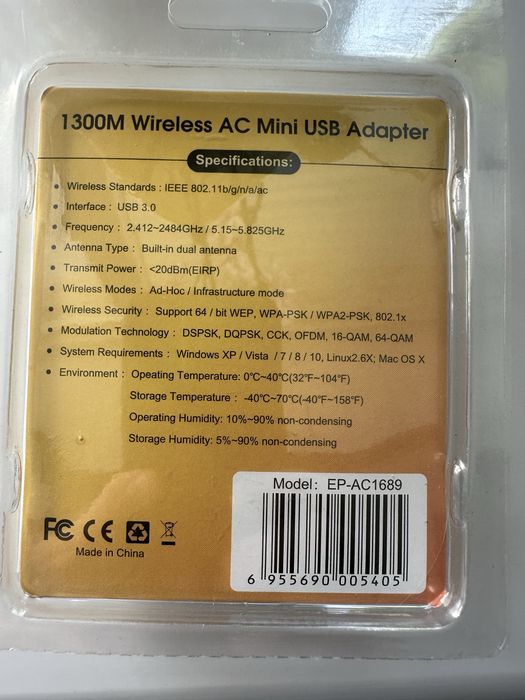 1300M Wireless AC Mini USB Adapter
Specifications:
• Wireless Standards : IEEE 802.11b/g/n/a/ac
• Interface : USB 3.0
• Frequency : 2.412~2484GHz / 5.15~5.825GHz
• Antenna Type : Built-in dual antenna
• Transmit Power : <20dBm(EIRP)
• Wireless Modes : Ad-Hoc / Infrastructure mode
• Wireless Security : Support 64 / bit WEP, WPA-PSK / WPA2-PSK, 802.1x
• Modulation Technology : DSPSK, DQPSK, CCK, OFDM, 16-QAM, 64-QAM
• System Requirements : Windows XP / Vista / 7 / 8 / 10, Linux2.6X; Mac OS X
• Environment : Opeating Temperature: 0℃~40℃(32℉~104℉)
Storage Temperature : -40℃~70℃(-40℉~158℉)
Operating Humidity: 10%~90% non-condensing
Storage Humidity: 5%~90% non-condensing
Model: EP-AC1689
FC CE
Made in China
6 955690 005405